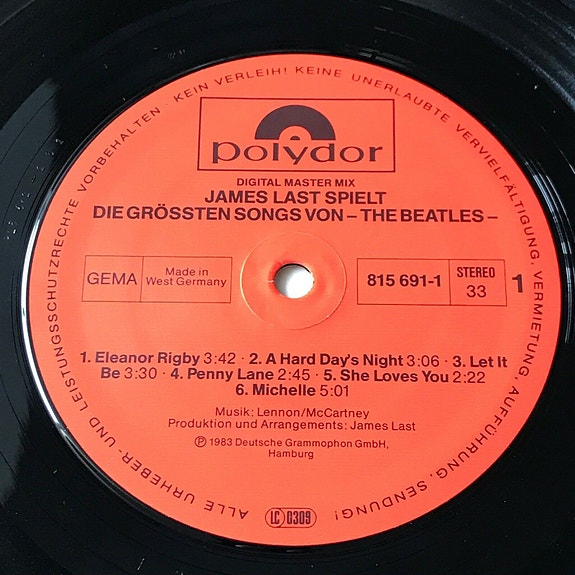 ALLE URHEBER- UND LEISTUNGSSCHUTZRECHTE VORBEHALTEN · KEIN VERLEIH! KEINE UNERLAUBTE VERVIELFÄLTIGUNG, VERMIETUNG, AUFFÜHRUNG, SENDUNG!
polydor
DIGITAL MASTER MIX
JAMES LAST SPIELT
DIE GRÖSSTEN SONGS VON – THE BEATLES –
GEMA
Made in
West Germany
815 691-1
STEREO
33
1
1. Eleanor Rigby 3:42 · 2. A Hard Day's Night 3:06 · 3. Let It
Be 3:30 · 4. Penny Lane 2:45 · 5. She Loves You 2:22
6. Michelle 5:01
Musik: Lennon/McCartney
Produktion und Arrangements: James Last
Ⓟ 1983 Deutsche Grammophon GmbH,
Hamburg
LC 0309